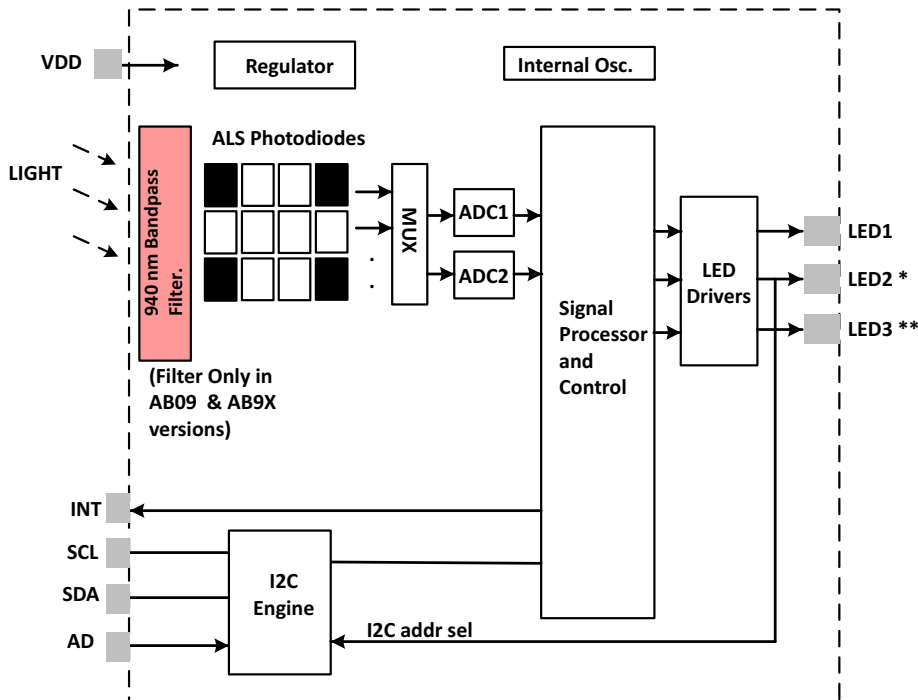 VDD
Regulator
Internal Osc.
LIGHT
940 nm Bandpass
Filter.
ALS Photodiodes
MUX
ADC1
ADC2
Signal
Processor
and
Control
LED
Drivers
LED1
LED2 *
LED3 **
(Filter Only in
AB09 & AB9X
versions)
INT
SCL
SDA
AD
I2C
Engine
I2C addr sel